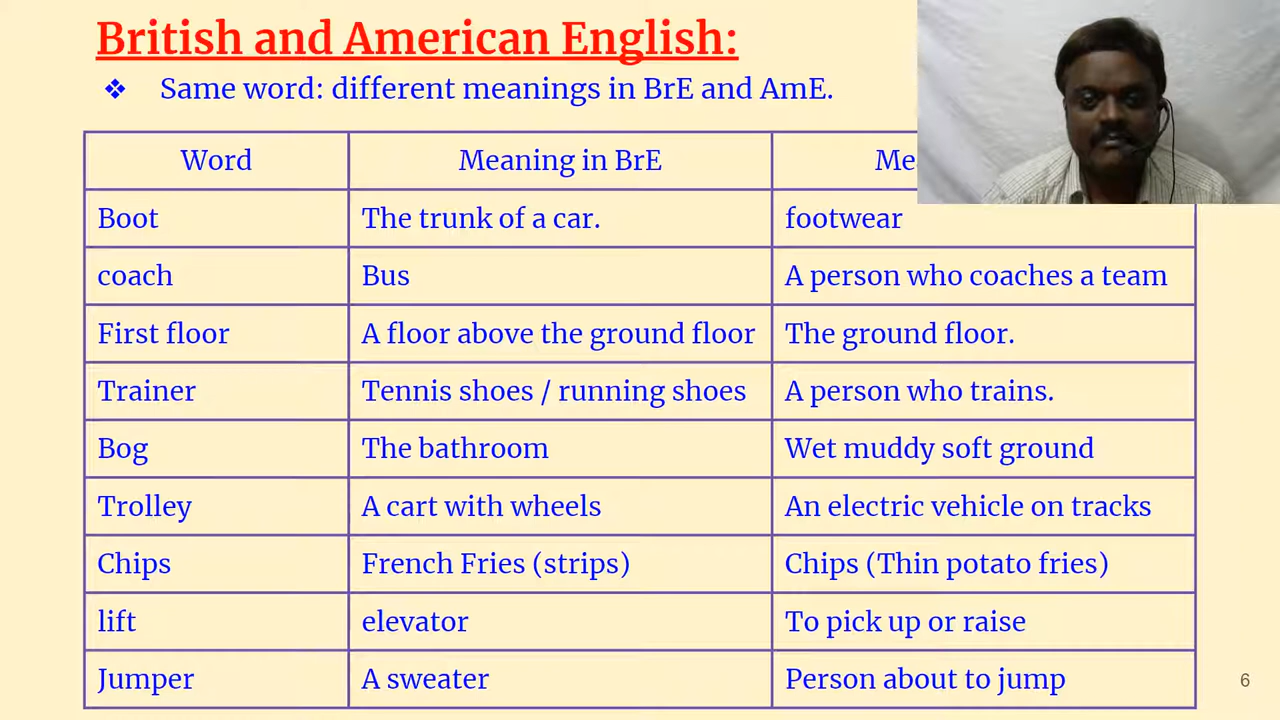 British and American English:
❖ Same word: different meanings in BrE and AmE.
Word Meaning in BrE
Boot The trunk of a car. footwear
coach Bus A person who coaches a team
First floor A floor above the ground floor The ground floor.
Trainer Tennis shoes / running shoes A person who trains.
Bog The bathroom Wet muddy soft ground
Trolley A cart with wheels An electric vehicle on tracks
Chips French Fries (strips) Chips (Thin potato fries)
lift elevator To pick up or raise
Jumper A sweater Person about to jump
6